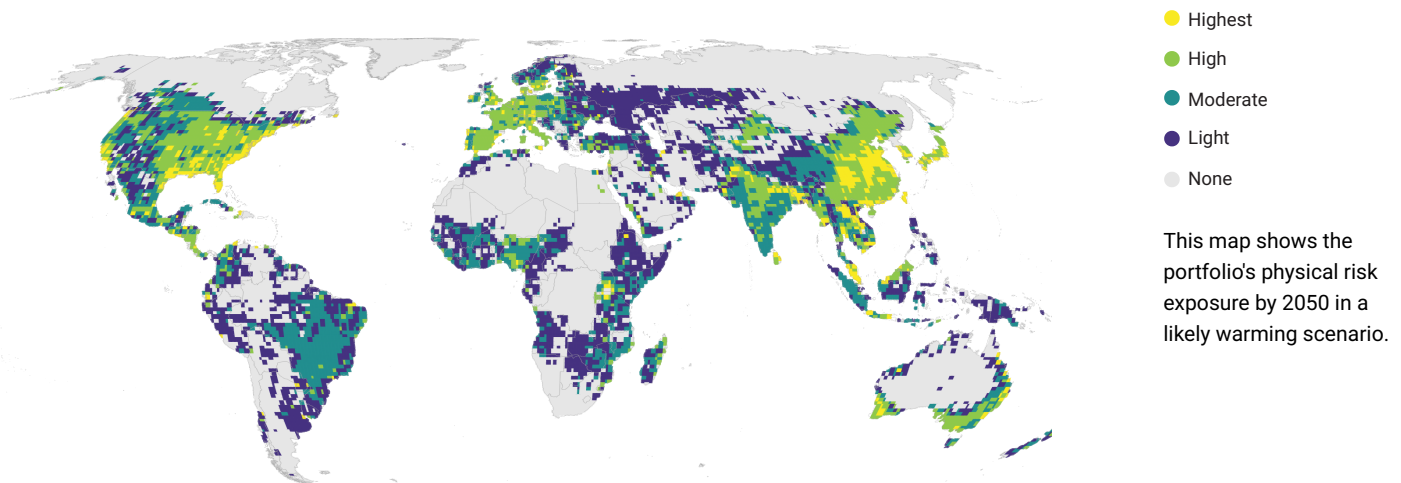 Highest
High
Moderate
Light
None
This map shows the
portfolio's physical risk
exposure by 2050 in a
likely warming scenario.